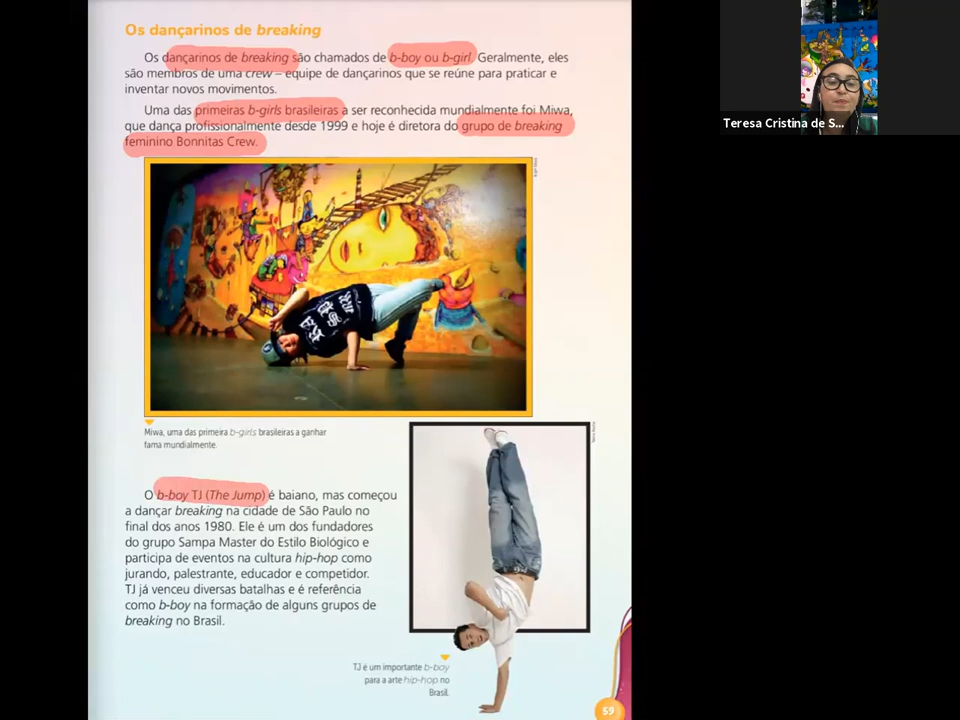 Os dançarinos de breaking
Os dançarinos de breaking são chamados de b-boy ou b-girl. Geralmente, eles
são membros de uma crew – equipe de dançarinos que se reúne para praticar e
inventar novos movimentos.
Uma das primeiras b-girls brasileiras a ser reconhecida mundialmente foi Miwa,
que dança profissionalmente desde 1999 e hoje é diretora do grupo de breaking
feminino Bonnitas Crew.
Miwa, uma das primeira b-girls brasileiras a ganhar
fama mundialmente.
O b-boy TJ (The Jump) é baiano, mas começou
a dançar breaking na cidade de São Paulo no
final dos anos 1980. Ele é um dos fundadores
do grupo Sampa Master do Estilo Biológico e
participa de eventos na cultura hip-hop como
jurando, palestrante, educador e competidor.
TJ já venceu diversas batalhas e é referência
como b-boy na formação de alguns grupos de
breaking no Brasil.
TJ é um importante b-boy
para a arte hip-hop no
Brasil.
59
Teresa Cristina de S...